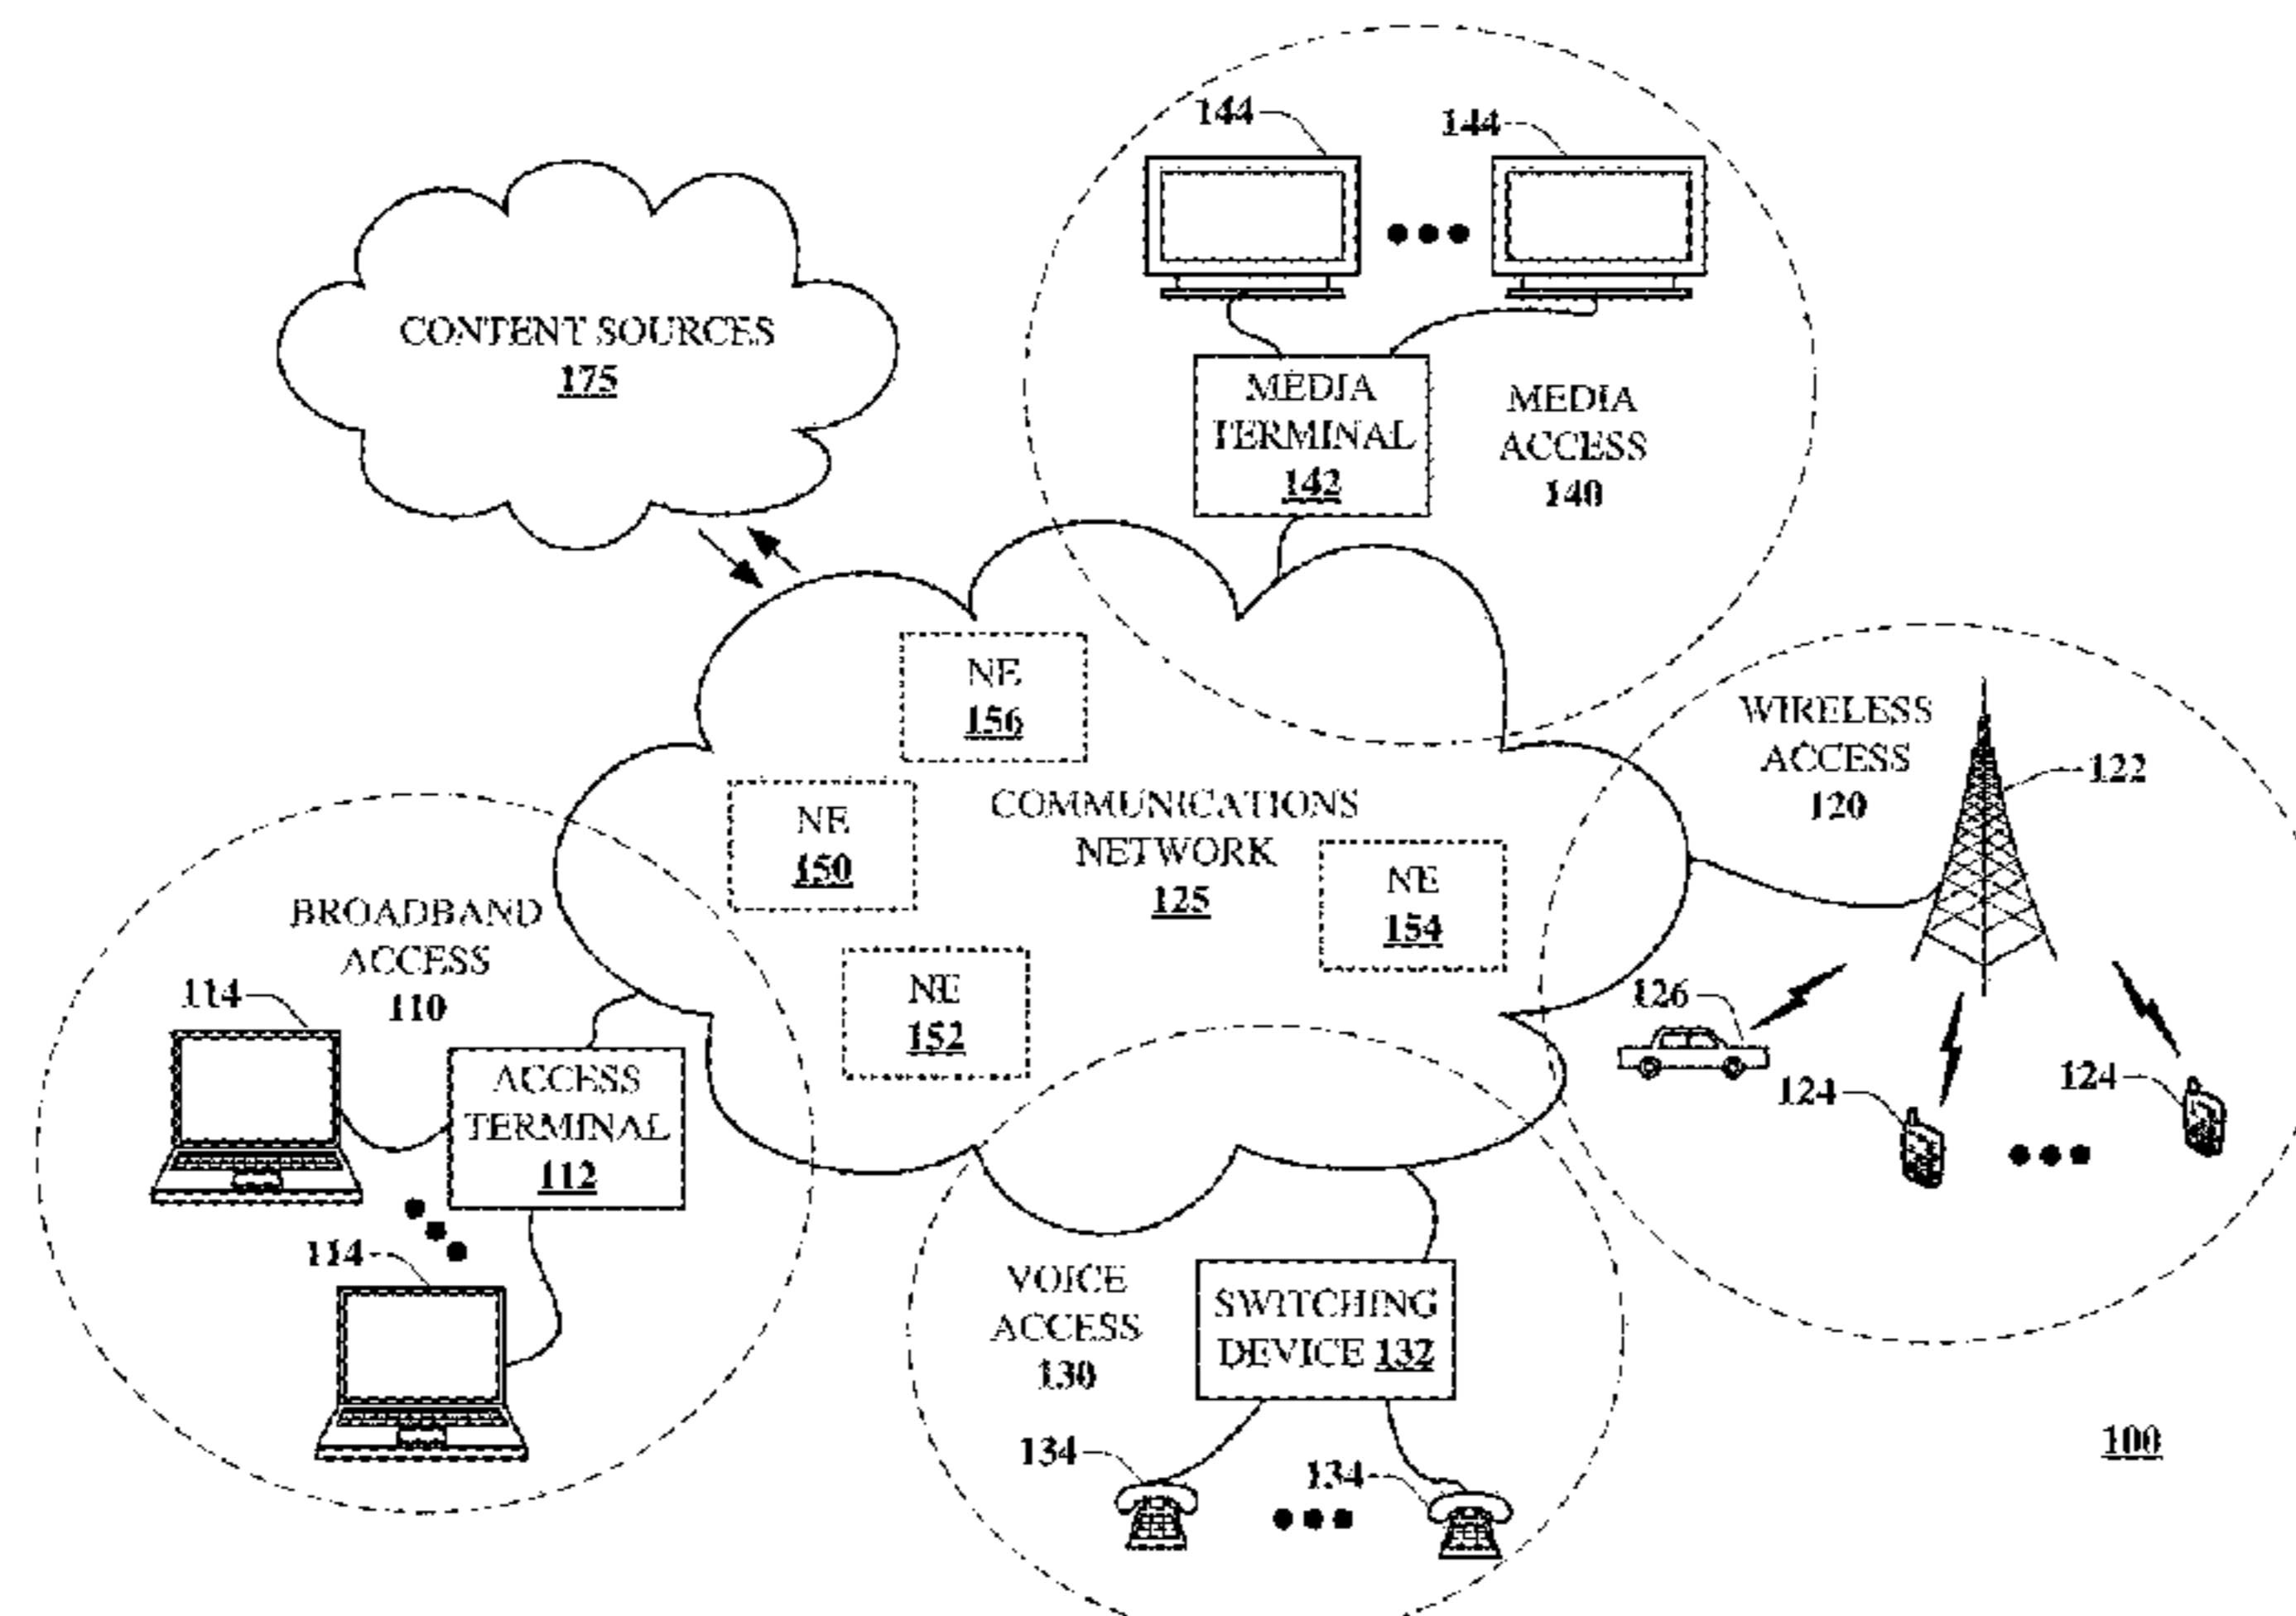 144
144
CONTENT SOURCES
175
MEDIA
TERMINAL
142
MEDIA
ACCESS
140
NE
156
WIRELESS
ACCESS
120
122
NE
150
COMMUNICATIONS
NETWORK
125
NE
154
BROADBAND
ACCESS
110
114
NE
152
126
124
124
ACCESS
TERMINAL
112
114
VOICE
ACCESS
130
SWITCHING
DEVICE 132
134
134
100